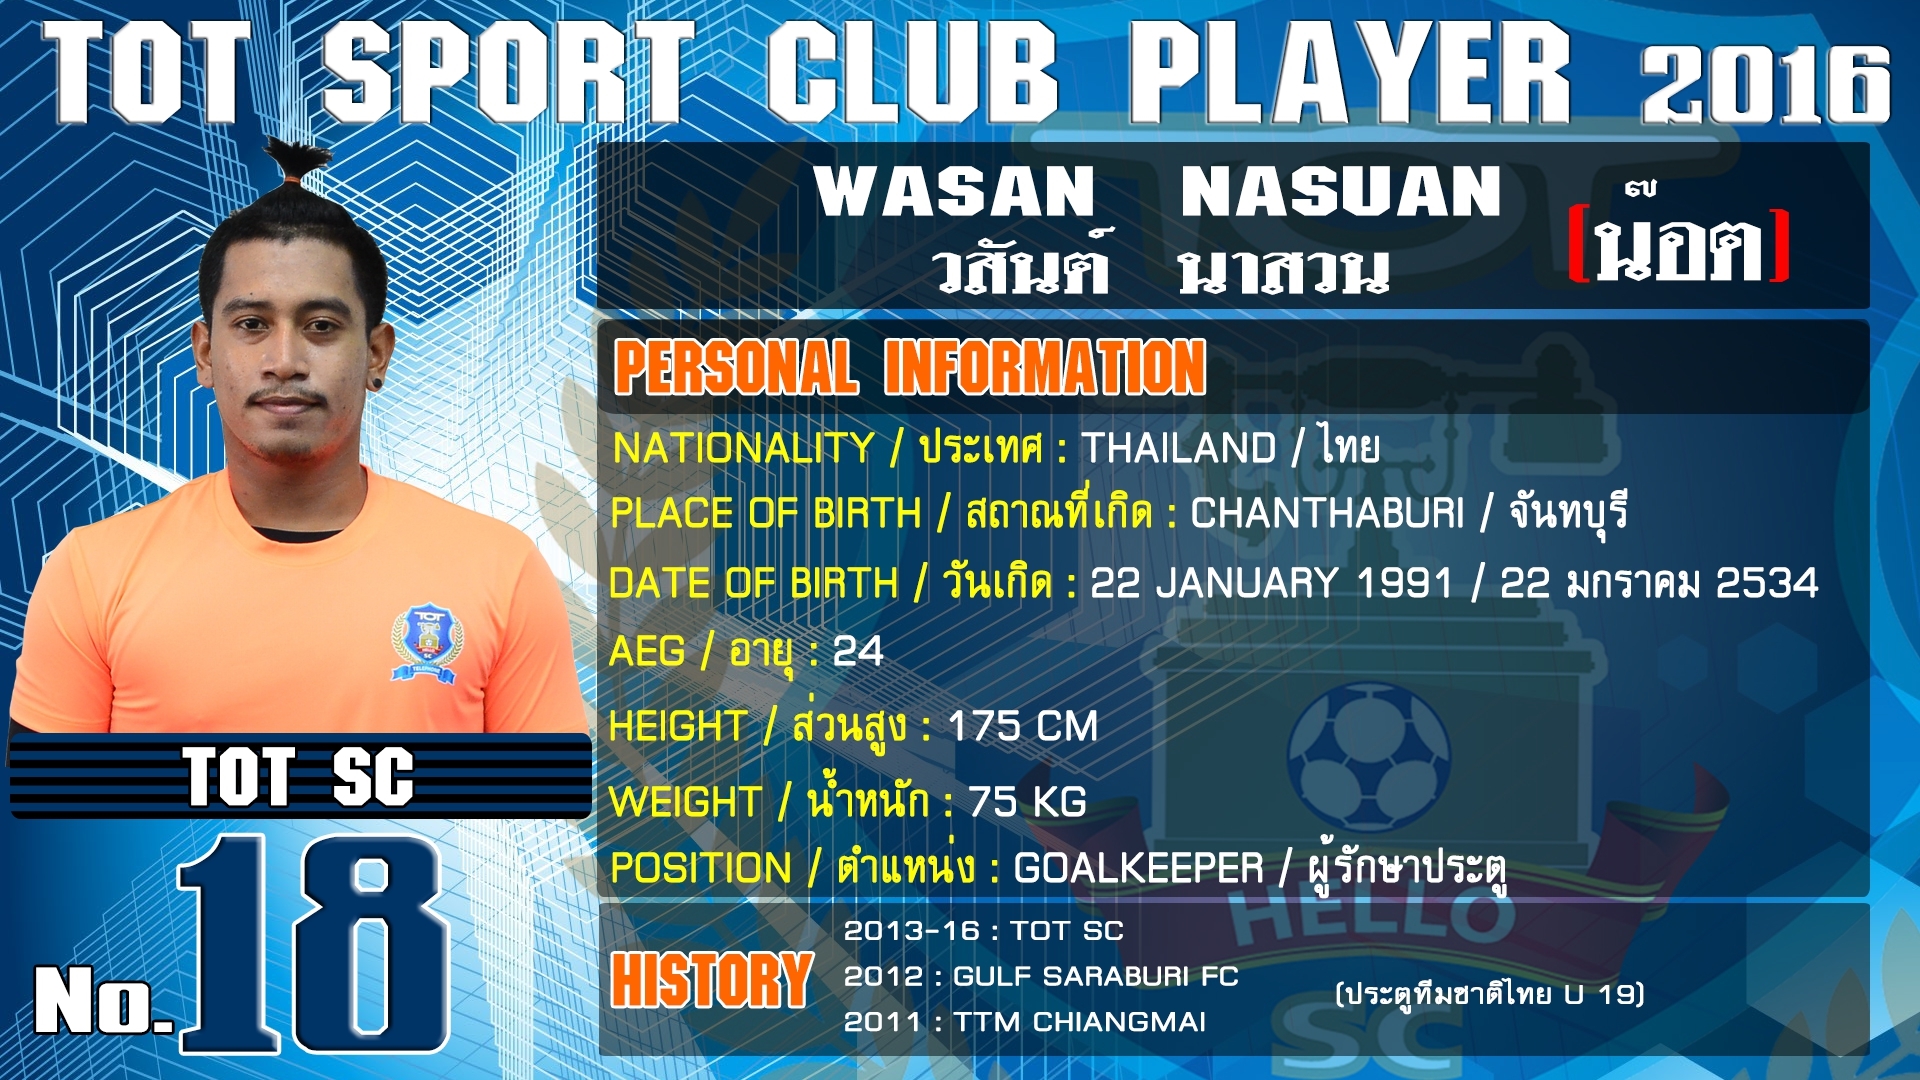 TOT SPORT CLUB PLAYER 2016
WASAN NASUAN
วสันต์ นาสวน
(น๊อต)
PERSONAL INFORMATION
NATIONALITY / ประเทศ : THAILAND / ไทย
PLACE OF BIRTH / สถาณที่เกิด : CHANTHABURI / จันทบุรี
DATE OF BIRTH / วันเกิด : 22 JANUARY 1991 / 22 มกราคม 2534
AEG / อายุ : 24
HEIGHT / ส่วนสูง : 175 CM
WEIGHT / น้ำหนัก : 75 KG
POSITION / ตำแหน่ง : GOALKEEPER / ผู้รักษาประตู
HISTORY
2013-16 : TOT SC
2012 : GULF SARABURI FC
2011 : TTM CHIANGMAI
(ประตูทีมชาติไทย U 19)
TOT SC
No.18
TOT
HELLO
SC
TOT
SC